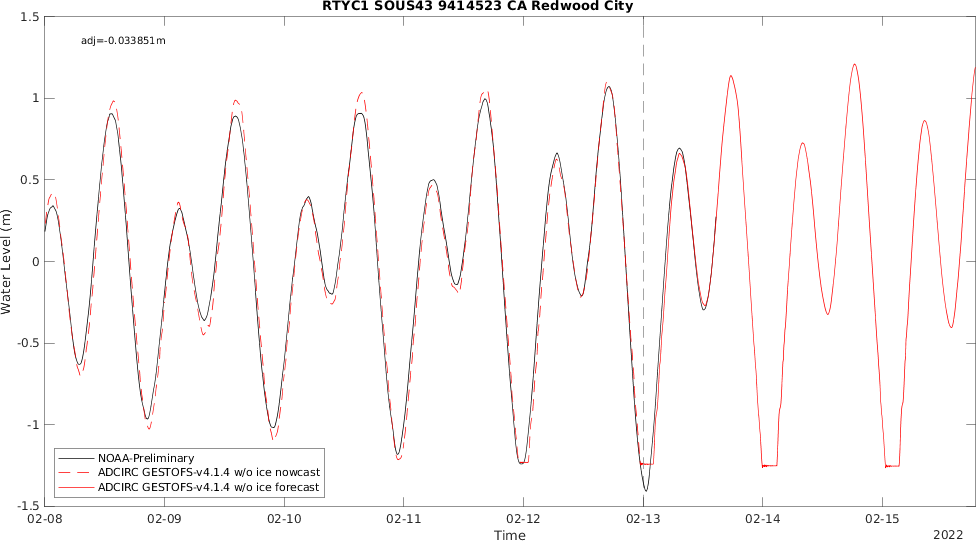 RTYC1 SOUS43 9414523 CA Redwood City
adj=-0.033851m
1.5
1
0.5
0
-0.5
-1
-1.5
Water Level (m)
NOAA-Preliminary
ADCIRC GESTOFS-v4.1.4 w/o ice nowcast
ADCIRC GESTOFS-v4.1.4 w/o ice forecast
02-08 02-09 02-10 02-11 02-12 02-13 02-14 02-15
Time
2022